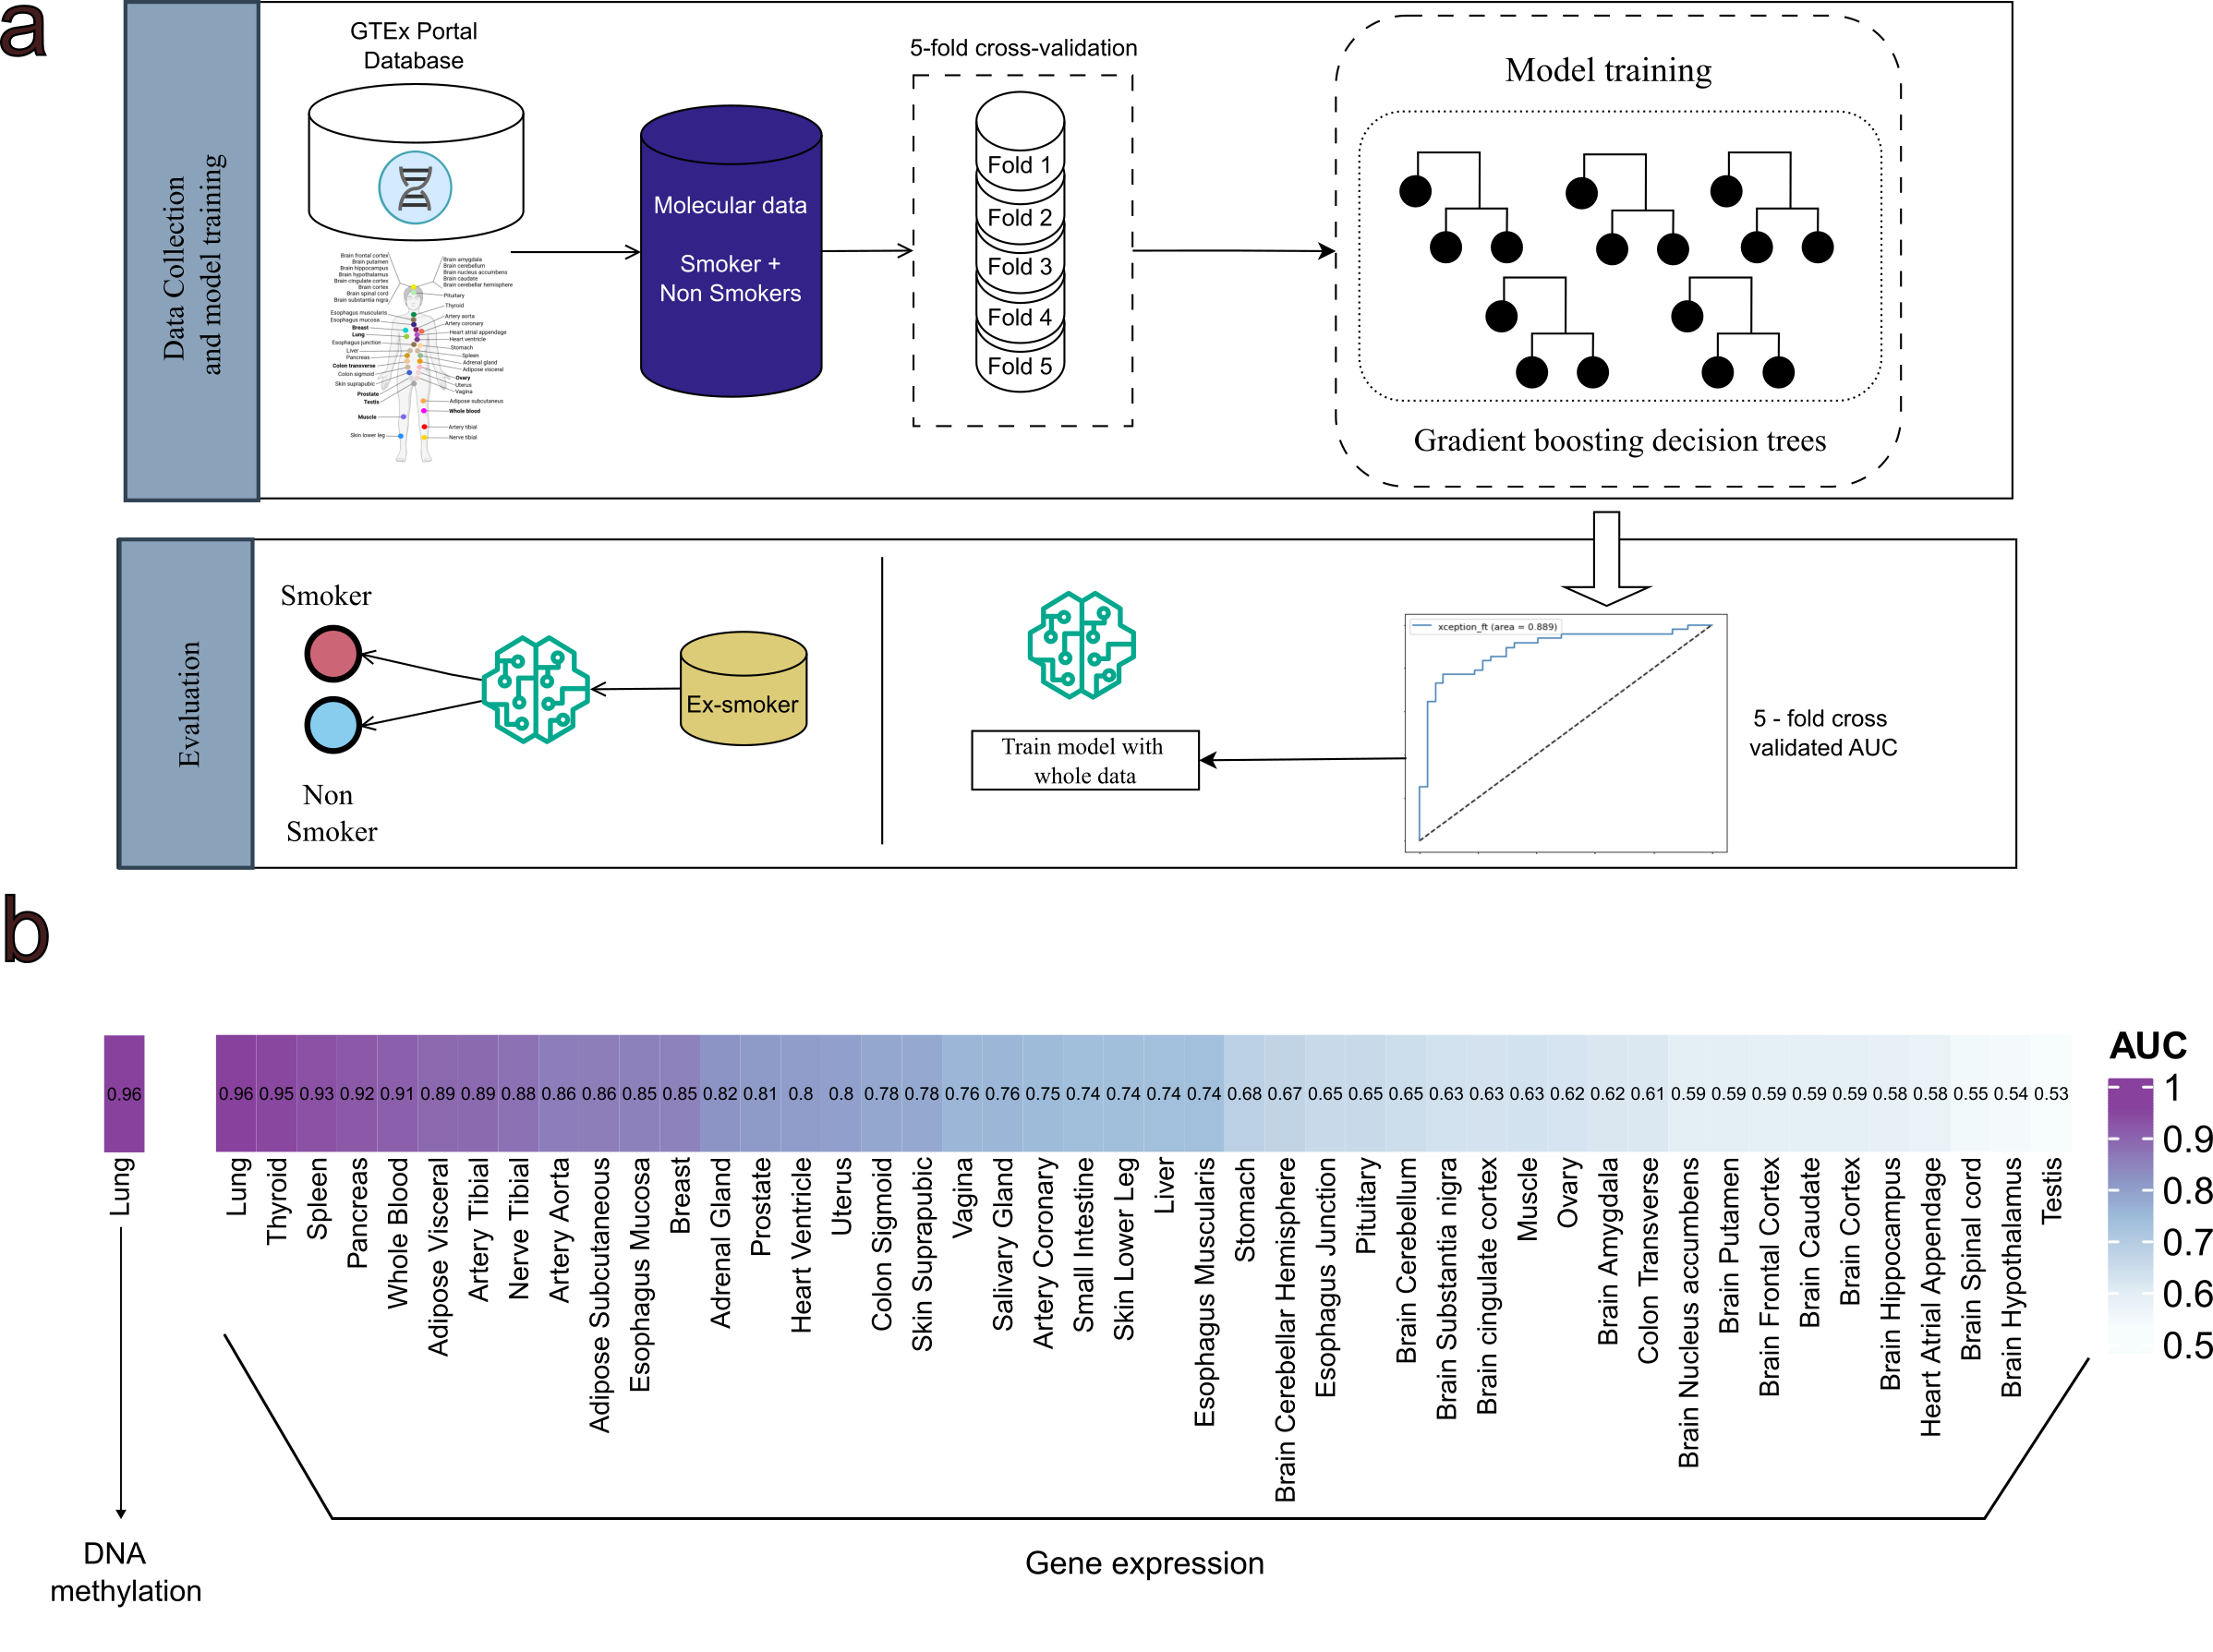 a
GTEx Portal
Database
5-fold cross-validation
Model training
Data Collection
and model training
Molecular data
Smoker +
Non Smokers
Fold 1
Fold 2
Fold 3
Fold 4
Fold 5
Gradient boosting decision trees
Brain frontal cortex
Brain putamen
Brain hippocampus
Brain hypothalamus
Brain cingulate cortex
Brain cortex
Brain spinal cord
Brain substantia nigra
Brain amygdala
Brain cerebellum
Brain nucleus accumbens
Brain caudate
Brain cerebellar hemisphere
Pituitary
Thyroid
Esophagus muscularis
Esophagus mucosa
Breast
Lung
Esophagus junction
Liver
Pancreas
Colon transverse
Colon sigmoid
Skin suprapubic
Prostate
Testis
Muscle
Skin lower leg
Artery aorta
Artery coronary
Heart atrial appendage
Heart ventricle
Stomach
Spleen
Adrenal gland
Adipose visceral
Ovary
Uterus
Vagina
Adipose subcutaneus
Whole blood
Artery tibial
Nerve tibial
Evaluation
Smoker
Non
Smoker
Ex-smoker
Train model with
whole data
xception_ft (area = 0.889)
5 - fold cross
validated AUC
b
0.96
0.96 0.95 0.93 0.92 0.91 0.89 0.89 0.88 0.86 0.86 0.85 0.85 0.82 0.81 0.8 0.8 0.78 0.78 0.76 0.76 0.75 0.74 0.74 0.74 0.74 0.68 0.67 0.65 0.65 0.65 0.63 0.63 0.63 0.62 0.62 0.61 0.59 0.59 0.59 0.59 0.59 0.58 0.58 0.55 0.54 0.53
Lung
Lung
Thyroid
Spleen
Pancreas
Whole Blood
Adipose Visceral
Artery Tibial
Nerve Tibial
Artery Aorta
Adipose Subcutaneous
Esophagus Mucosa
Breast
Adrenal Gland
Prostate
Heart Ventricle
Uterus
Colon Sigmoid
Skin Suprapubic
Vagina
Salivary Gland
Artery Coronary
Small Intestine
Skin Lower Leg
Liver
Esophagus Muscularis
Stomach
Brain Cerebellar Hemisphere
Esophagus Junction
Pituitary
Brain Cerebellum
Brain Substantia nigra
Brain cingulate cortex
Muscle
Ovary
Brain Amygdala
Colon Transverse
Brain Nucleus accumbens
Brain Putamen
Brain Frontal Cortex
Brain Caudate
Brain Cortex
Brain Hippocampus
Heart Atrial Appendage
Brain Spinal cord
Brain Hypothalamus
Testis
AUC
1
0.9
0.8
0.7
0.6
0.5
DNA
methylation
Gene expression